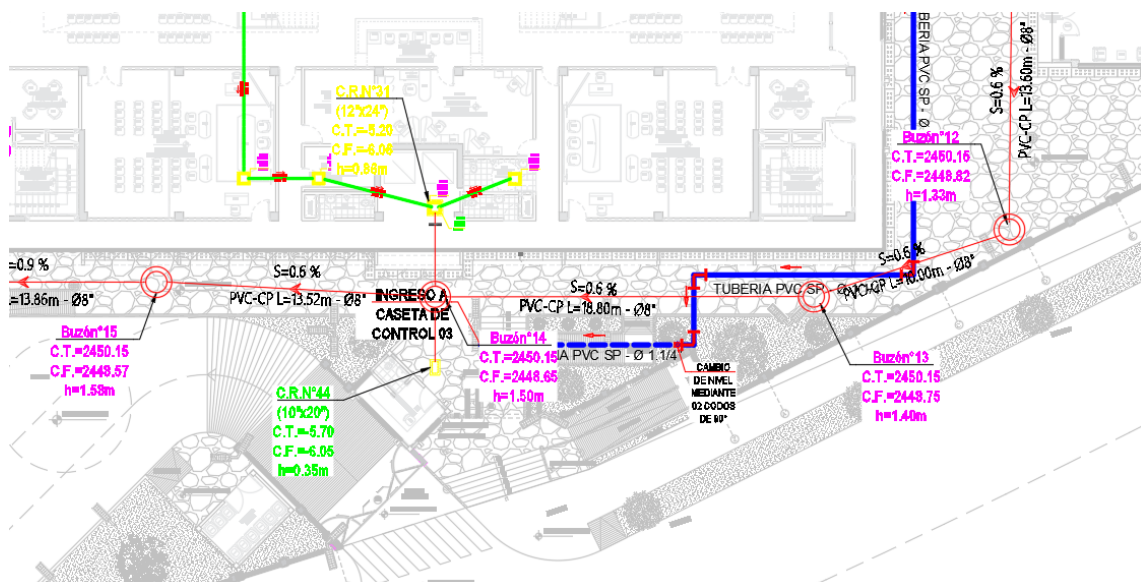 C.R.N°31
(12"x24")
C.T.=-5.20
C.F.=-6.06
h=0.86m
TUBERIA PVC SP - Ø
S=0.6 %
PVC-CP L=13.60m - Ø8"
Buzón°12
C.T.=2450.15
C.F.=2448.82
h=1.33m
=0.9 %
L=13.86m - Ø8"
S=0.6 %
PVC-CP L=13.52m - Ø8"
INGREGO A
CASETA DE
CONTROL 03
S=0.6 %
PVC-CP L=18.80m - Ø8"
TUBERIA PVC SP - Ø
S=0.6 %
PVC-CP L=10.00m - Ø8"
Buzón°15
C.T.=2450.15
C.F.=2448.57
h=1.58m
Buzón°14
C.T.=2450.15
C.F.=2448.65
h=1.50m
IA PVC SP - Ø 1.1/4
CAMBIO
DE NIVEL
MEDIANTE
02 CODOS
DE 90°
Buzón°13
C.T.=2450.15
C.F.=2448.75
h=1.40m
C.R.N°44
(10"x20")
C.T.=-5.70
C.F.=-6.05
h=0.35m